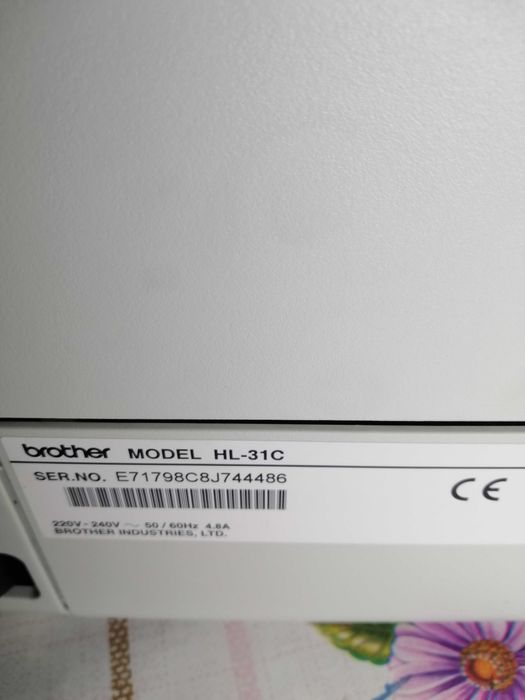 brother MODEL HL-31C
SER.NO. E71798C8J744486
CE
220V-240V ~ 50/60Hz 4.8A
BROTHER INDUSTRIES, LTD.